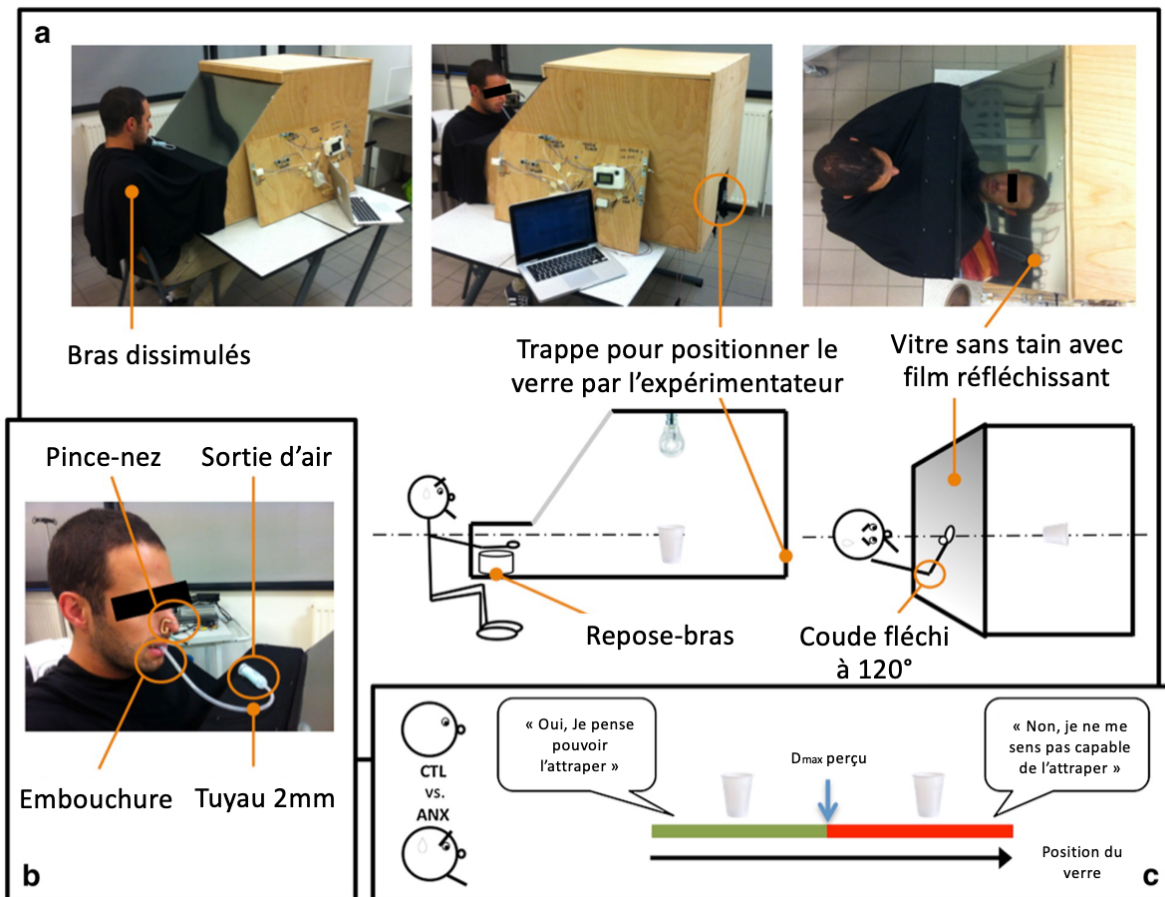 a
Bras dissimulés
Trappe pour positionner le
verre par l'expérimentateur
Vitre sans tain avec
film réfléchissant
Repose-bras
Coude fléchi
à 120°
Pince-nez
Sortie d'air
Embouchure
Tuyau 2mm
b
« Oui, Je pense
pouvoir
l'attraper »
« Non, je ne me
sens pas capable
de l'attraper »
Dmax perçu
CTL
vs.
ANX
Position du
verre
c